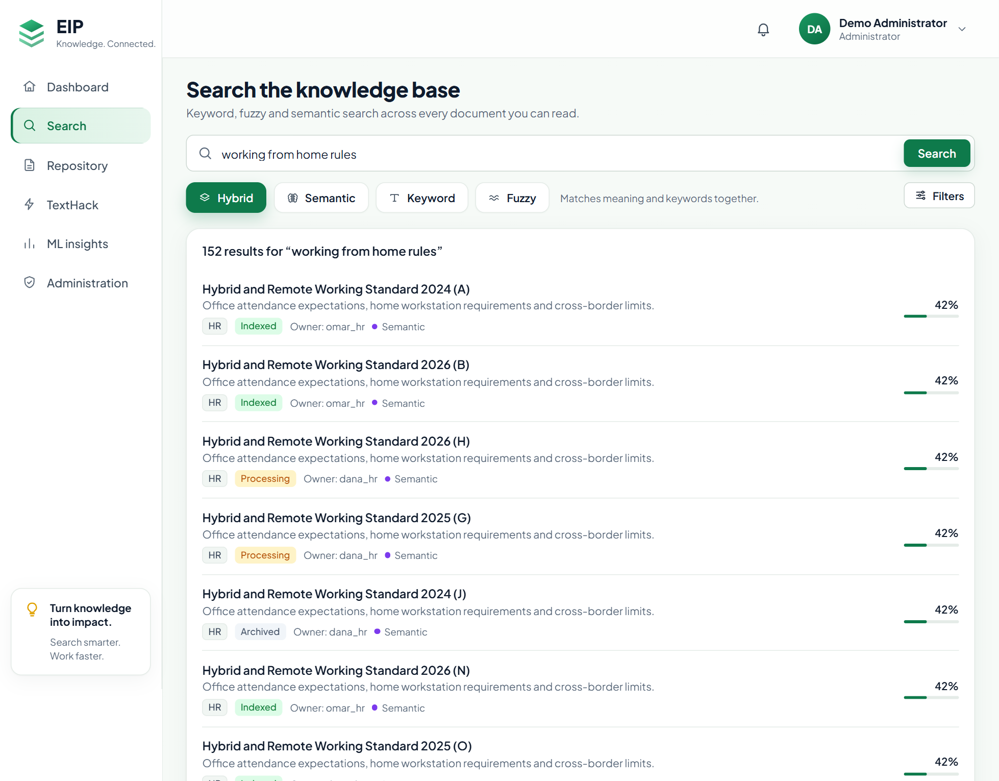 EIP
Knowledge. Connected.
DA
Demo Administrator
Administrator
Dashboard
Search
Repository
TextHack
ML insights
Administration
Turn knowledge
into impact.
Search smarter.
Work faster.
Search the knowledge base
Keyword, fuzzy and semantic search across every document you can read.
working from home rules
Search
Hybrid
Semantic
Keyword
Fuzzy
Matches meaning and keywords together.
Filters
152 results for “working from home rules”
Hybrid and Remote Working Standard 2024 (A)
Office attendance expectations, home workstation requirements and cross-border limits.
42%
HR Indexed Owner: omar_hr Semantic
Hybrid and Remote Working Standard 2026 (B)
Office attendance expectations, home workstation requirements and cross-border limits.
42%
HR Indexed Owner: omar_hr Semantic
Hybrid and Remote Working Standard 2026 (H)
Office attendance expectations, home workstation requirements and cross-border limits.
42%
HR Processing Owner: dana_hr Semantic
Hybrid and Remote Working Standard 2025 (G)
Office attendance expectations, home workstation requirements and cross-border limits.
42%
HR Processing Owner: dana_hr Semantic
Hybrid and Remote Working Standard 2024 (J)
Office attendance expectations, home workstation requirements and cross-border limits.
42%
HR Archived Owner: dana_hr Semantic
Hybrid and Remote Working Standard 2026 (N)
Office attendance expectations, home workstation requirements and cross-border limits.
42%
HR Indexed Owner: omar_hr Semantic
Hybrid and Remote Working Standard 2025 (O)
Office attendance expectations, home workstation requirements and cross-border limits.
42%